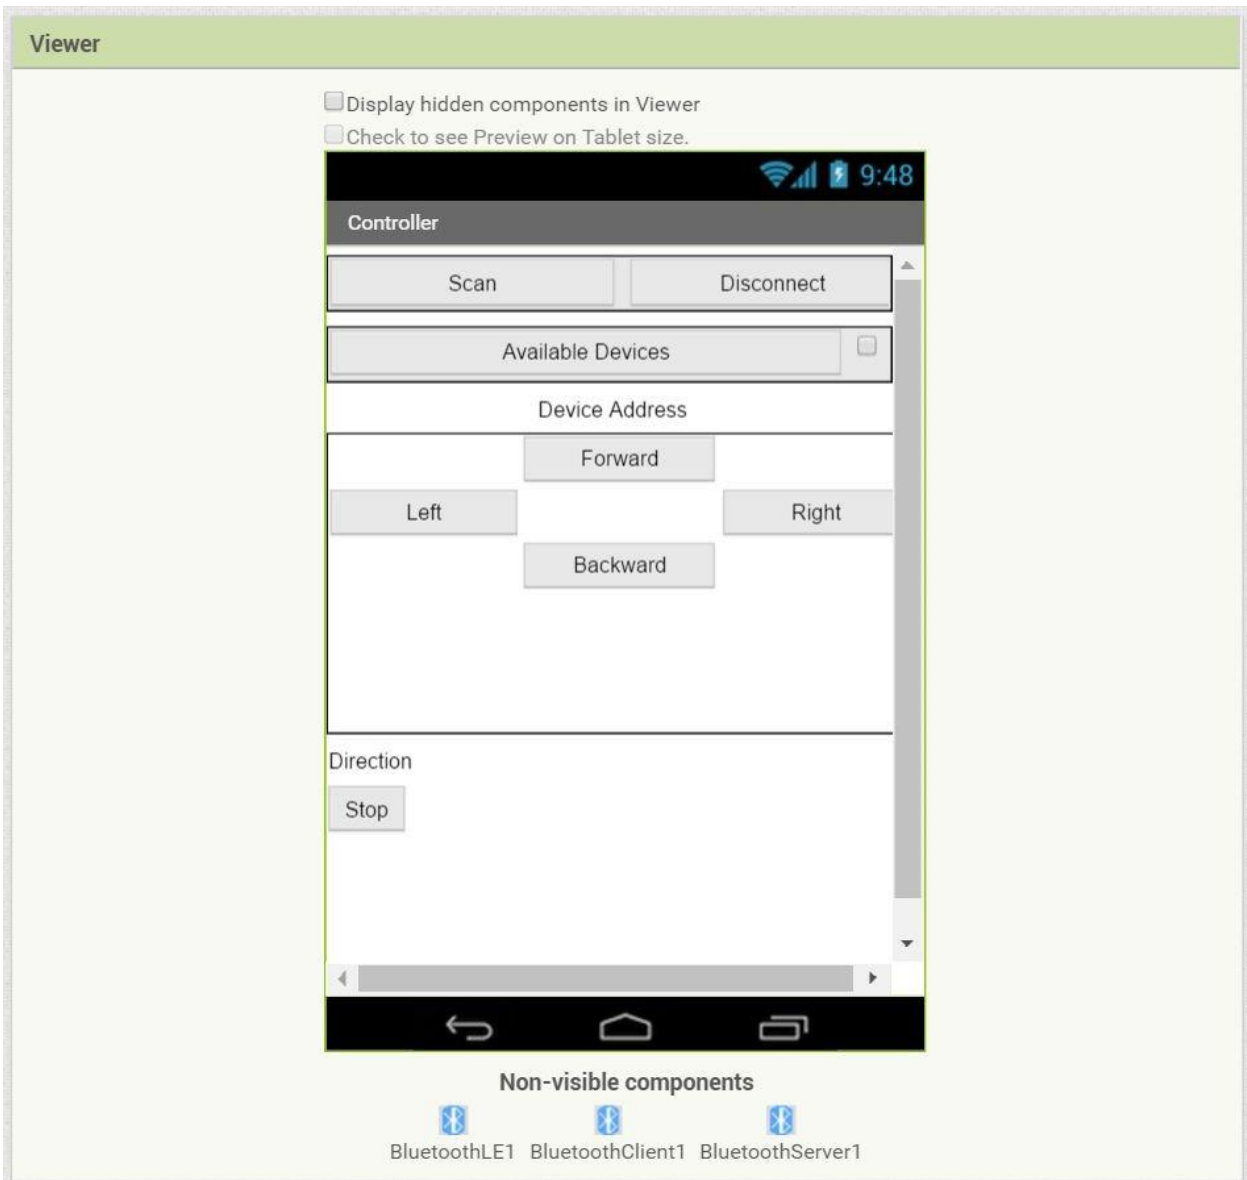 Viewer
Display hidden components in Viewer
Check to see Preview on Tablet size.
9:48
Controller
Scan Disconnect
Available Devices
Device Address
Forward
Left Right
Backward
Direction
Stop
Non-visible components
BluetoothLE1 BluetoothClient1 BluetoothServer1